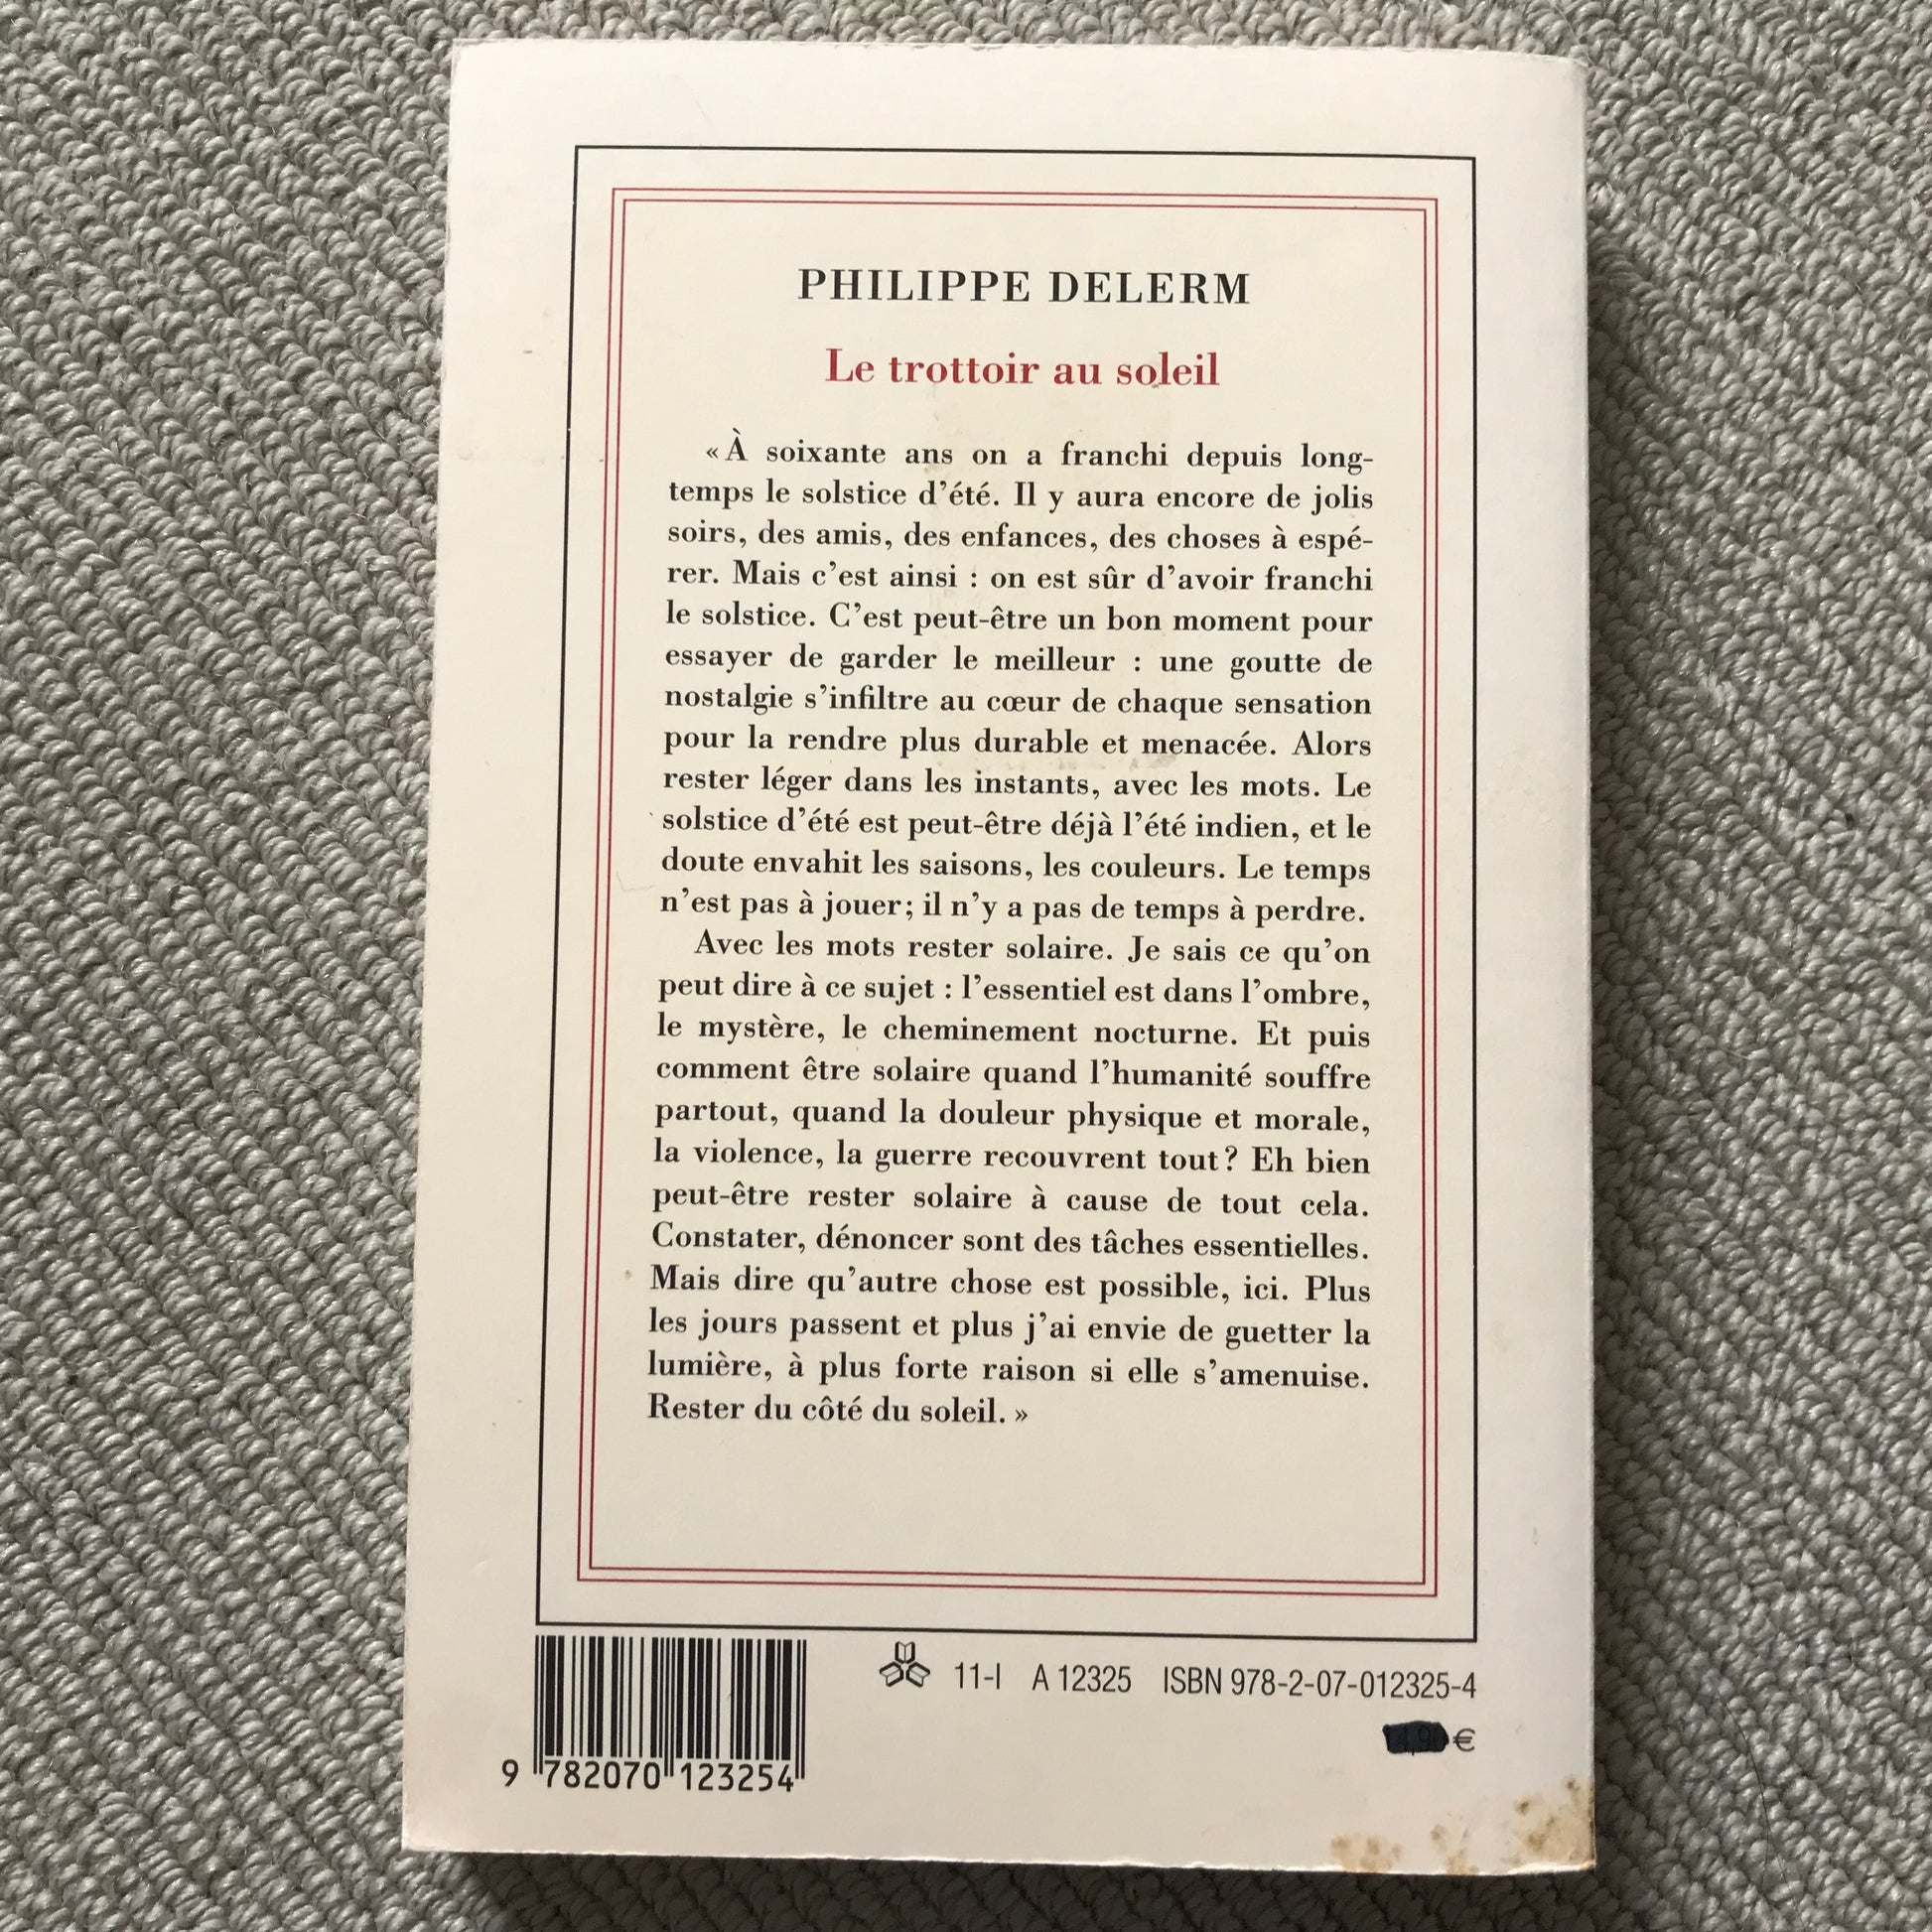 PHILIPPE DELERM
Le trottoir au soleil
« À soixante ans on a franchi depuis long-
temps le solstice d’été. Il y aura encore de jolis
soirs, des amis, des enfances, des choses à espé-
rer. Mais c’est ainsi : on est sûr d’avoir franchi
le solstice. C’est peut-être un bon moment pour
essayer de garder le meilleur : une goutte de
nostalgie s’infiltre au cœur de chaque sensation
pour la rendre plus durable et menacée. Alors
rester léger dans les instants, avec les mots. Le
solstice d’été est peut-être déjà l’été indien, et le
doute envahit les saisons, les couleurs. Le temps
n’est pas à jouer; il n’y a pas de temps à perdre.
Avec les mots rester solaire. Je sais ce qu’on
peut dire à ce sujet : l’essentiel est dans l’ombre,
le mystère, le cheminement nocturne. Et puis
comment être solaire quand l’humanité souffre
partout, quand la douleur physique et morale,
la violence, la guerre recouvrent tout? Eh bien
peut-être rester solaire à cause de tout cela.
Constater, dénoncer sont des tâches essentielles.
Mais dire qu’autre chose est possible, ici. Plus
les jours passent et plus j’ai envie de guetter la
lumière, à plus forte raison si elle s’amenuise.
Rester du côté du soleil. »
11-I A 12325 ISBN 978-2-07-012325-4
€
9 782070 123254